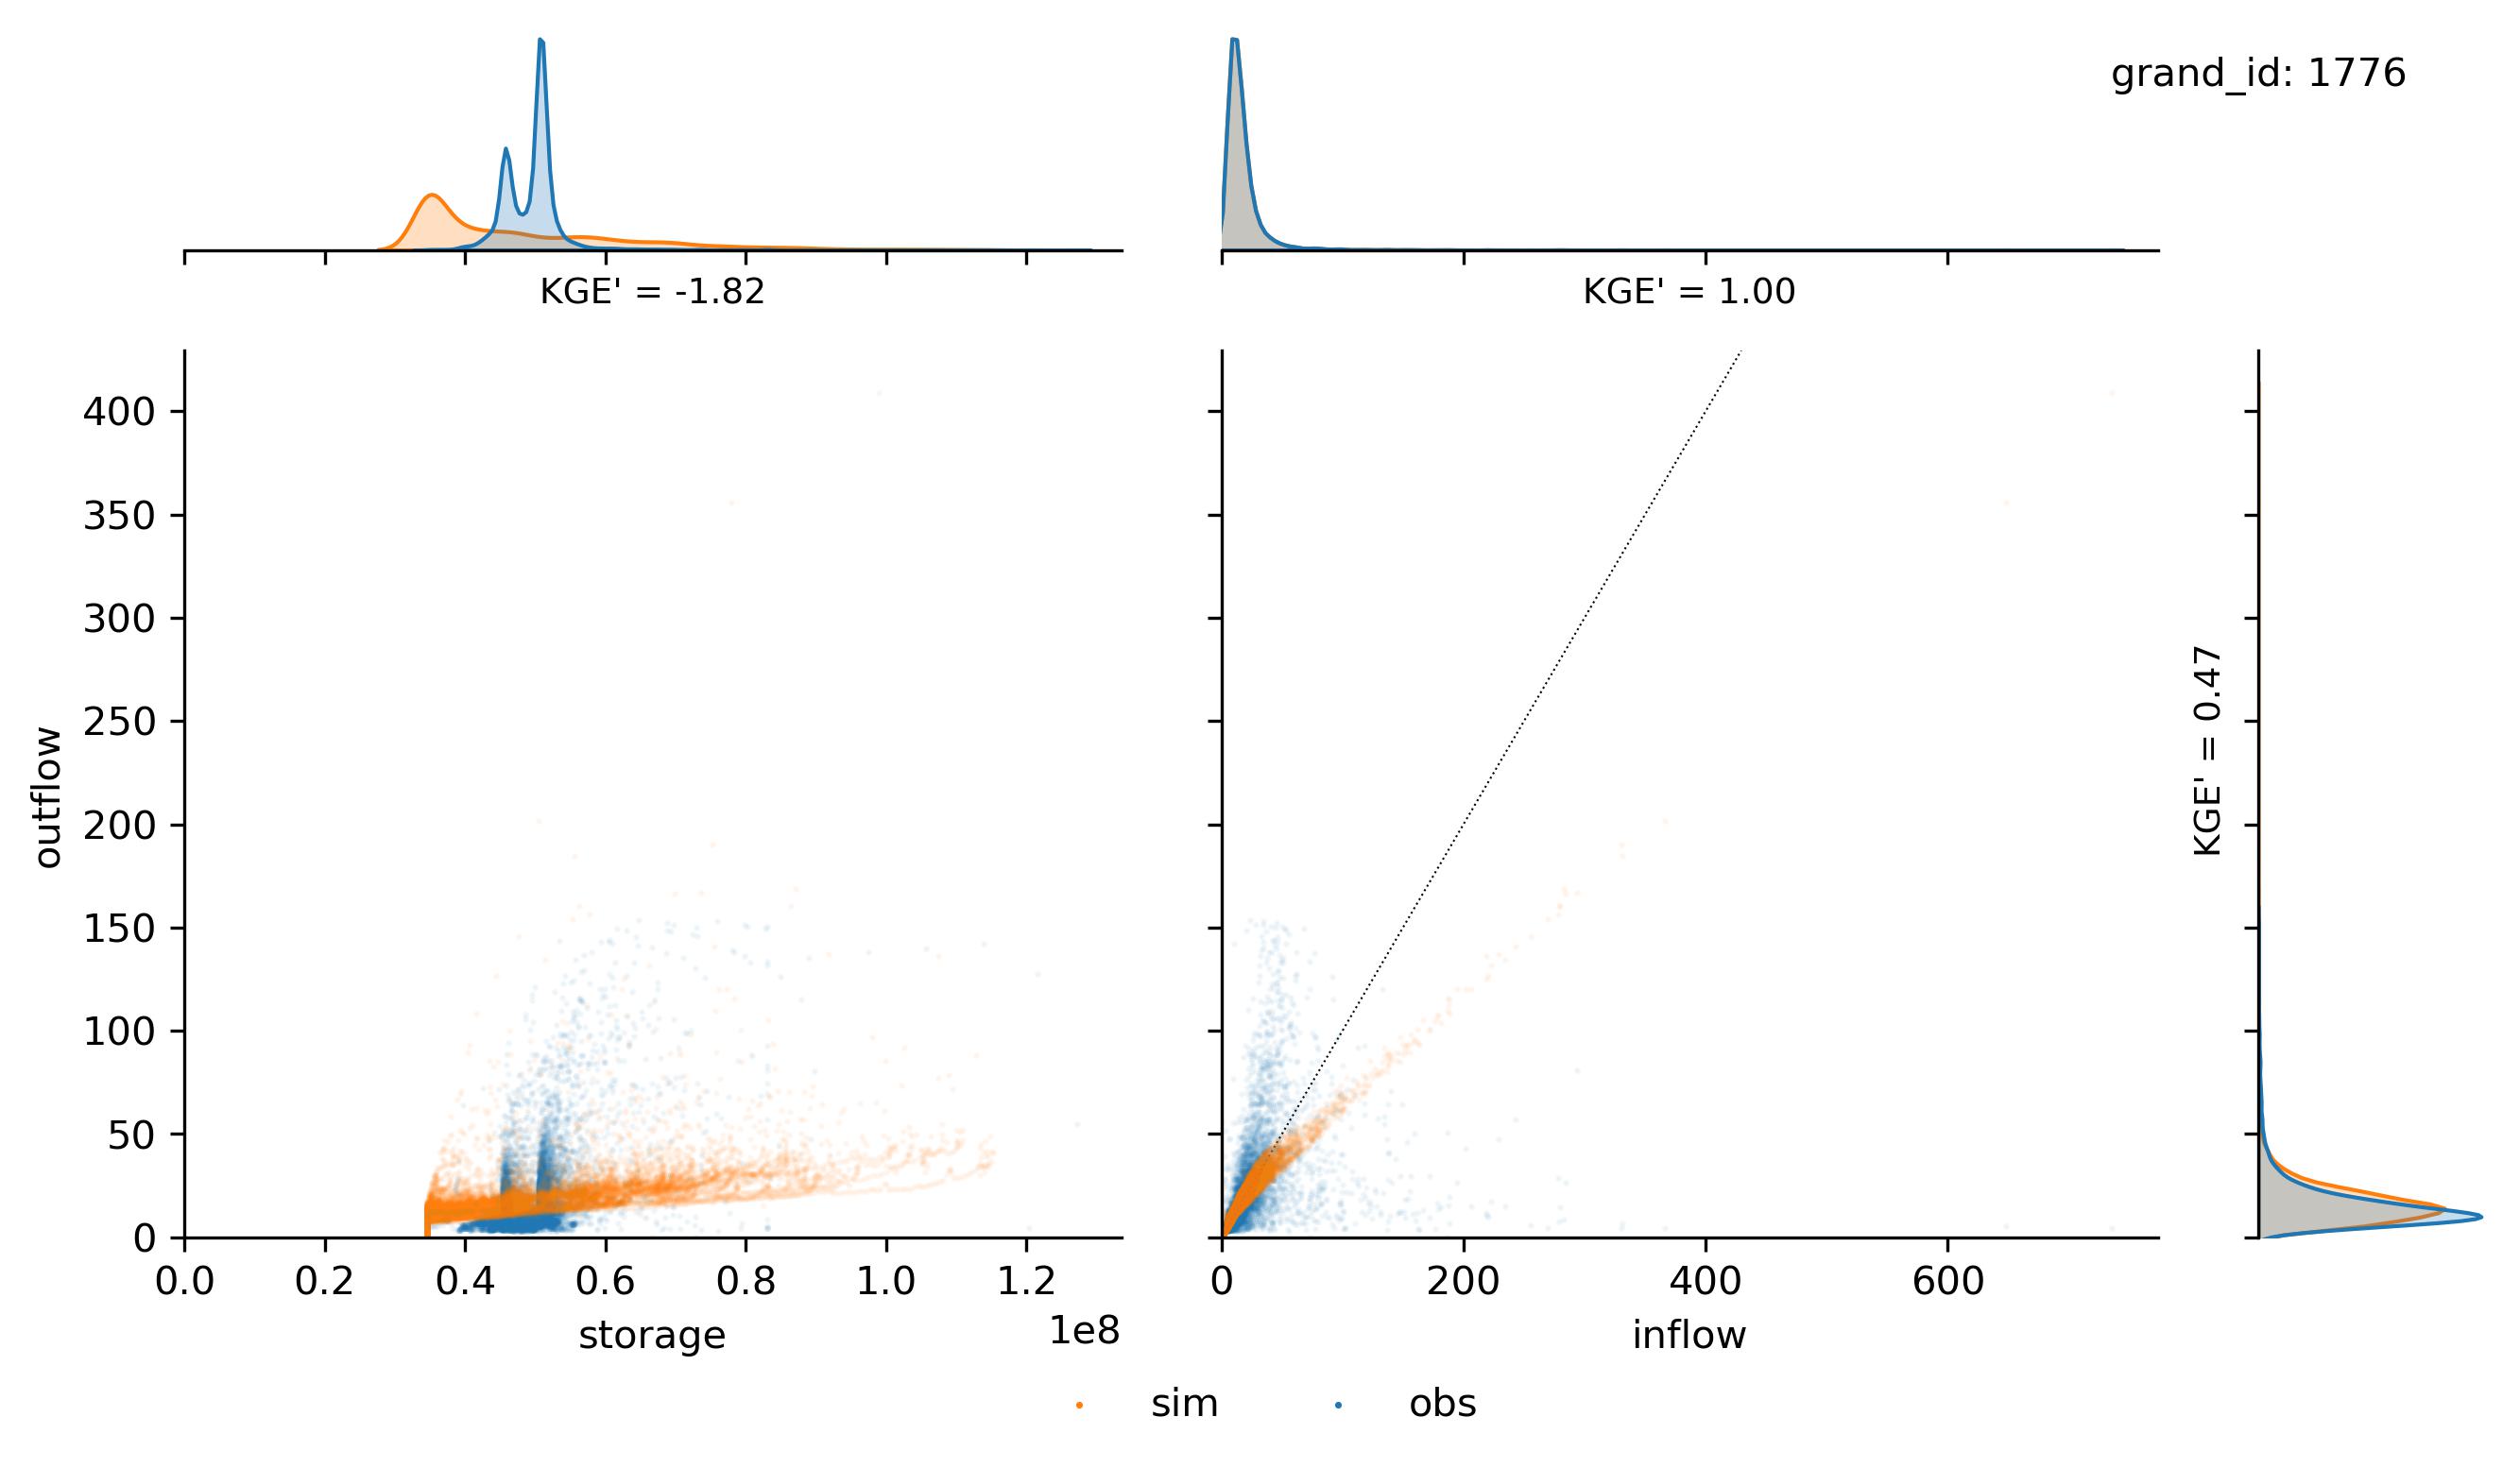 grand_id: 1776
KGE' = -1.82
KGE' = 1.00
400
350
300
250
200
150
100
50
0
outflow
KGE' = 0.47
0.0 0.2 0.4 0.6 0.8 1.0 1.2
1e8
storage
0 200 400 600
inflow
sim obs